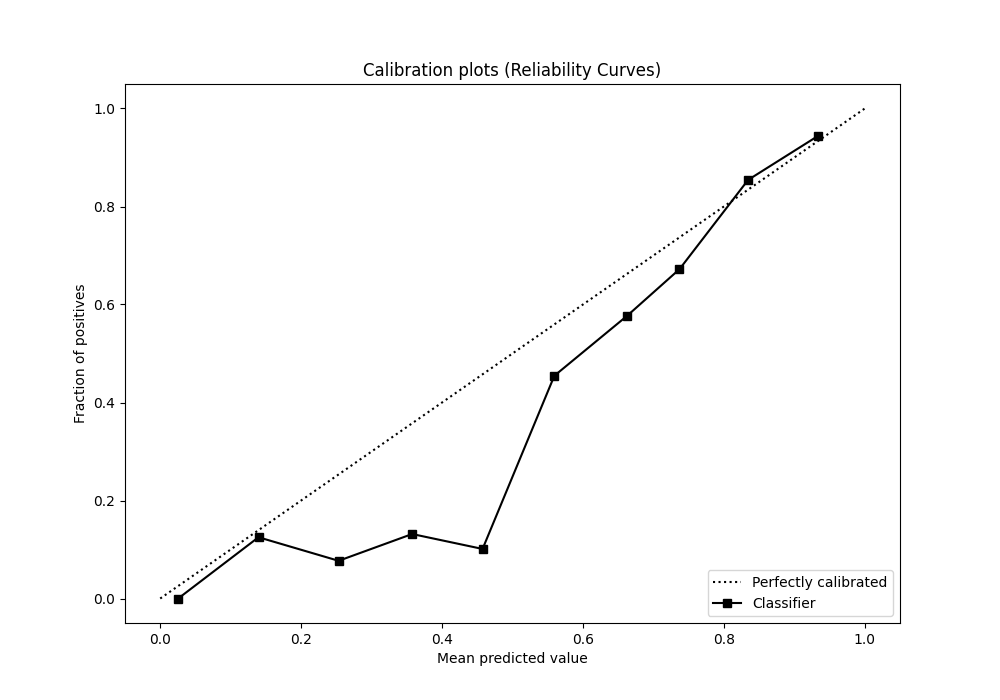 Calibration plots (Reliability Curves)
1.0
0.8
0.6
0.4
0.2
0.0
Fraction of positives
Perfectly calibrated
Classifier
0.0 0.2 0.4 0.6 0.8 1.0
Mean predicted value